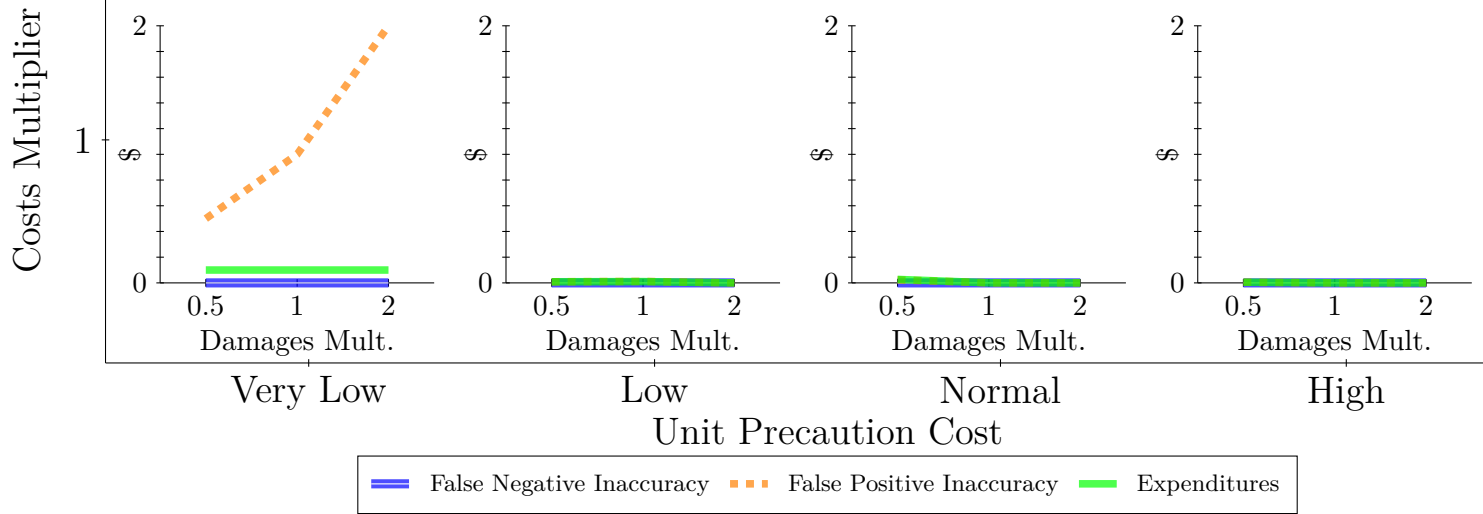 Costs Multiplier
1
2
0
$
0.5 1 2
Damages Mult.
2
0
$
0.5 1 2
Damages Mult.
2
0
$
0.5 1 2
Damages Mult.
2
0
$
0.5 1 2
Damages Mult.
Very Low Low Normal High
Unit Precaution Cost
False Negative Inaccuracy False Positive Inaccuracy Expenditures